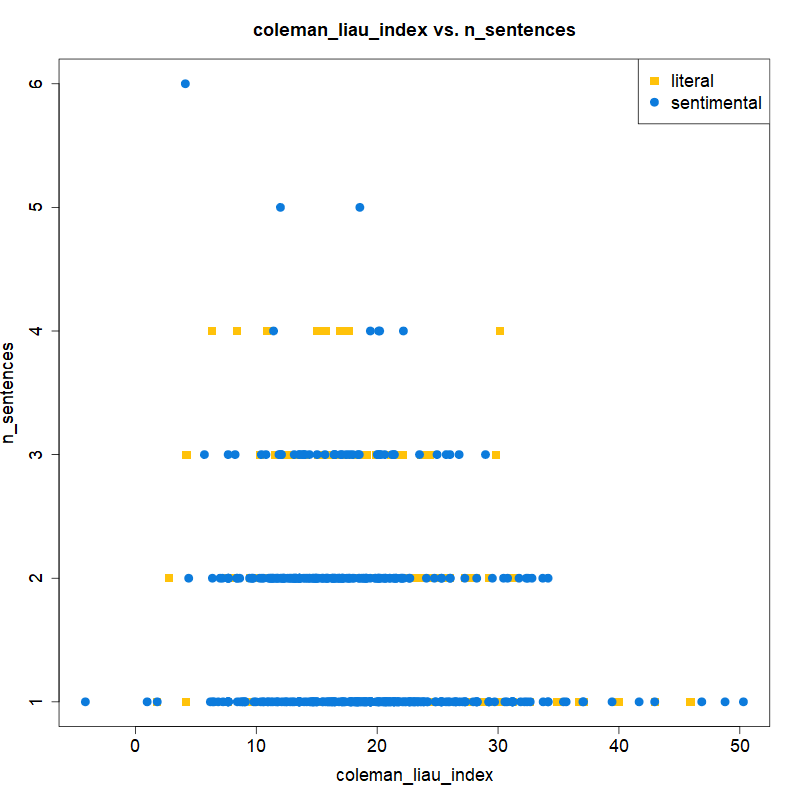 coleman_liau_index vs. n_sentences
literal
sentimental
6
5
4
3
2
1
n_sentences
0 10 20 30 40 50
coleman_liau_index